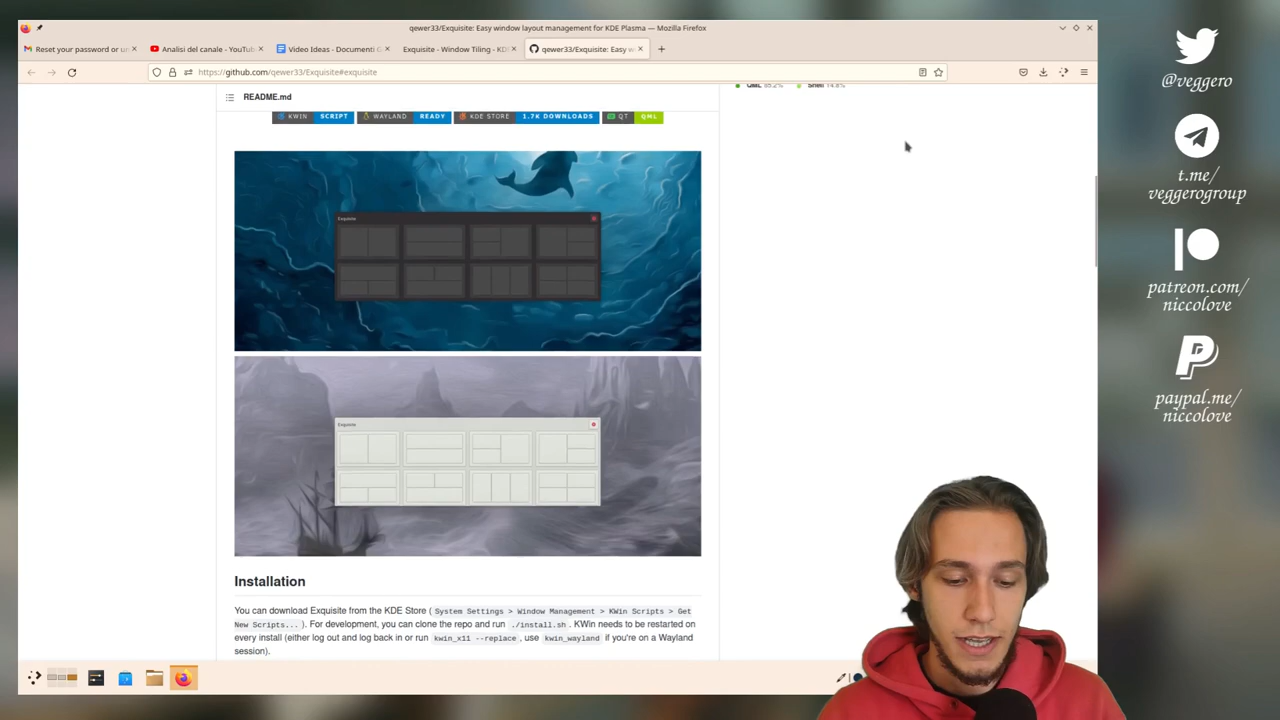 qewer33/Exquisite: Easy window layout management for KDE Plasma — Mozilla Firefox
Reset your password or u
Analisi del canale - YouTub
Video Ideas - Documenti
Exquisite - Window Tiling - KD
qewer33/Exquisite: Easy w
https://github.com/qewer33/Exquisite#exquisite
README.md
QML 85.2%
Shell 14.8%
KWIN SCRIPT
WAYLAND READY
KDE STORE 1.7K DOWNLOADS
QT QML
Exquisite
Exquisite
Installation
You can download Exquisite from the KDE Store ( System Settings > Window Management > KWin Scripts > Get
New Scripts... ). For development, you can clone the repo and run ./install.sh . KWin needs to be restarted on
every install (either log out and log back in or run kwin_x11 --replace , use kwin_wayland if you're on a Wayland
session).
@veggero
t.me/
veggerogroup
patreon.com/
niccolove
paypal.me/
niccolove